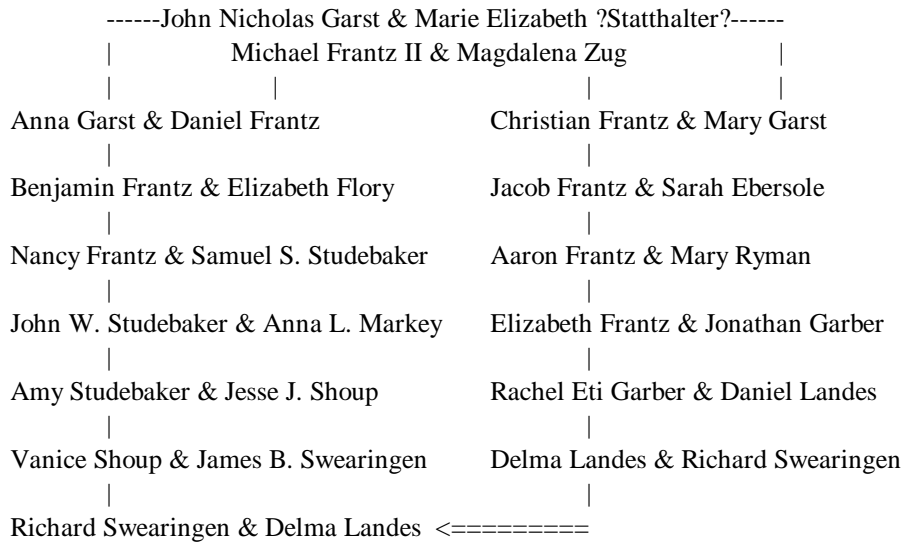 ------John Nicholas Garst & Marie Elizabeth ?Statthalter?------
| Michael Frantz II & Magdalena Zug |
| | | |
Anna Garst & Daniel Frantz Christian Frantz & Mary Garst
| |
Benjamin Frantz & Elizabeth Flory Jacob Frantz & Sarah Ebersole
| |
Nancy Frantz & Samuel S. Studebaker Aaron Frantz & Mary Ryman
| |
John W. Studebaker & Anna L. Markey Elizabeth Frantz & Jonathan Garber
| |
Amy Studebaker & Jesse J. Shoup Rachel Eti Garber & Daniel Landes
| |
Vanice Shoup & James B. Swearingen Delma Landes & Richard Swearingen
| |
Richard Swearingen & Delma Landes <=========